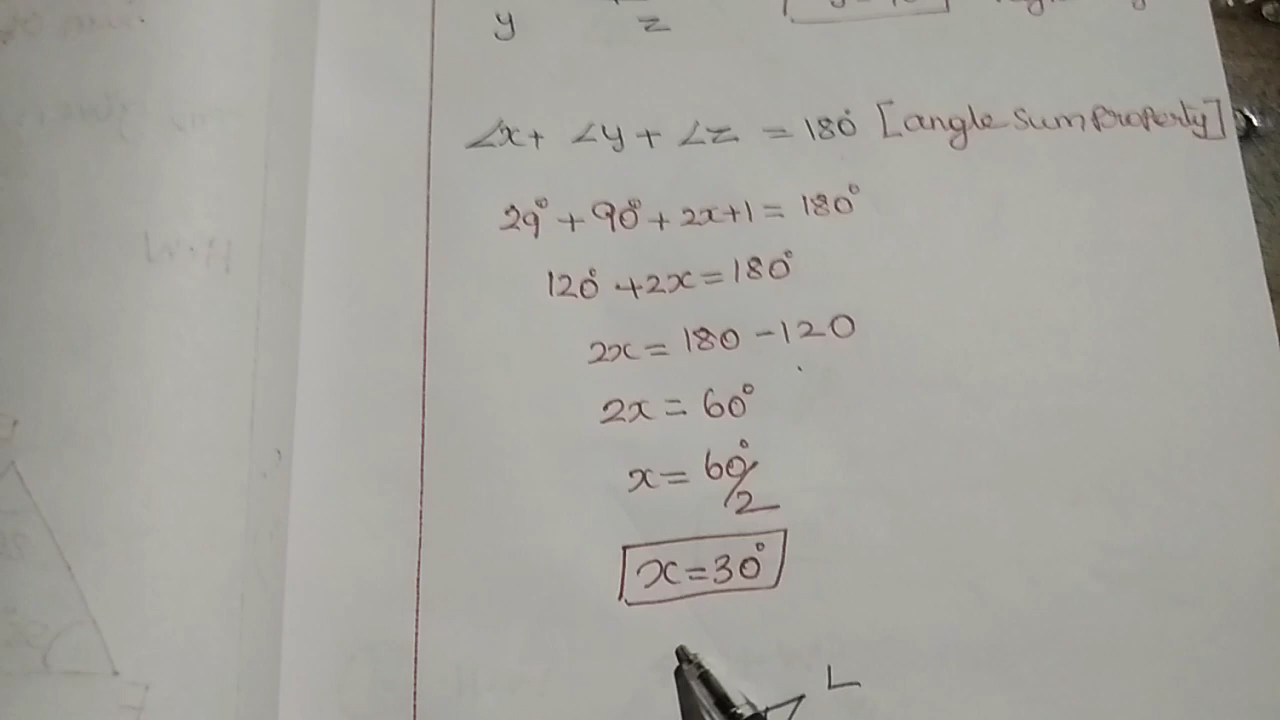 y z
∠x + ∠y + ∠z = 180° [angle sum property]
29° + 90° + 2x+1 = 180°
120° + 2x = 180°
2x = 180 - 120
2x = 60°
x = 60°/2
x = 30°
L